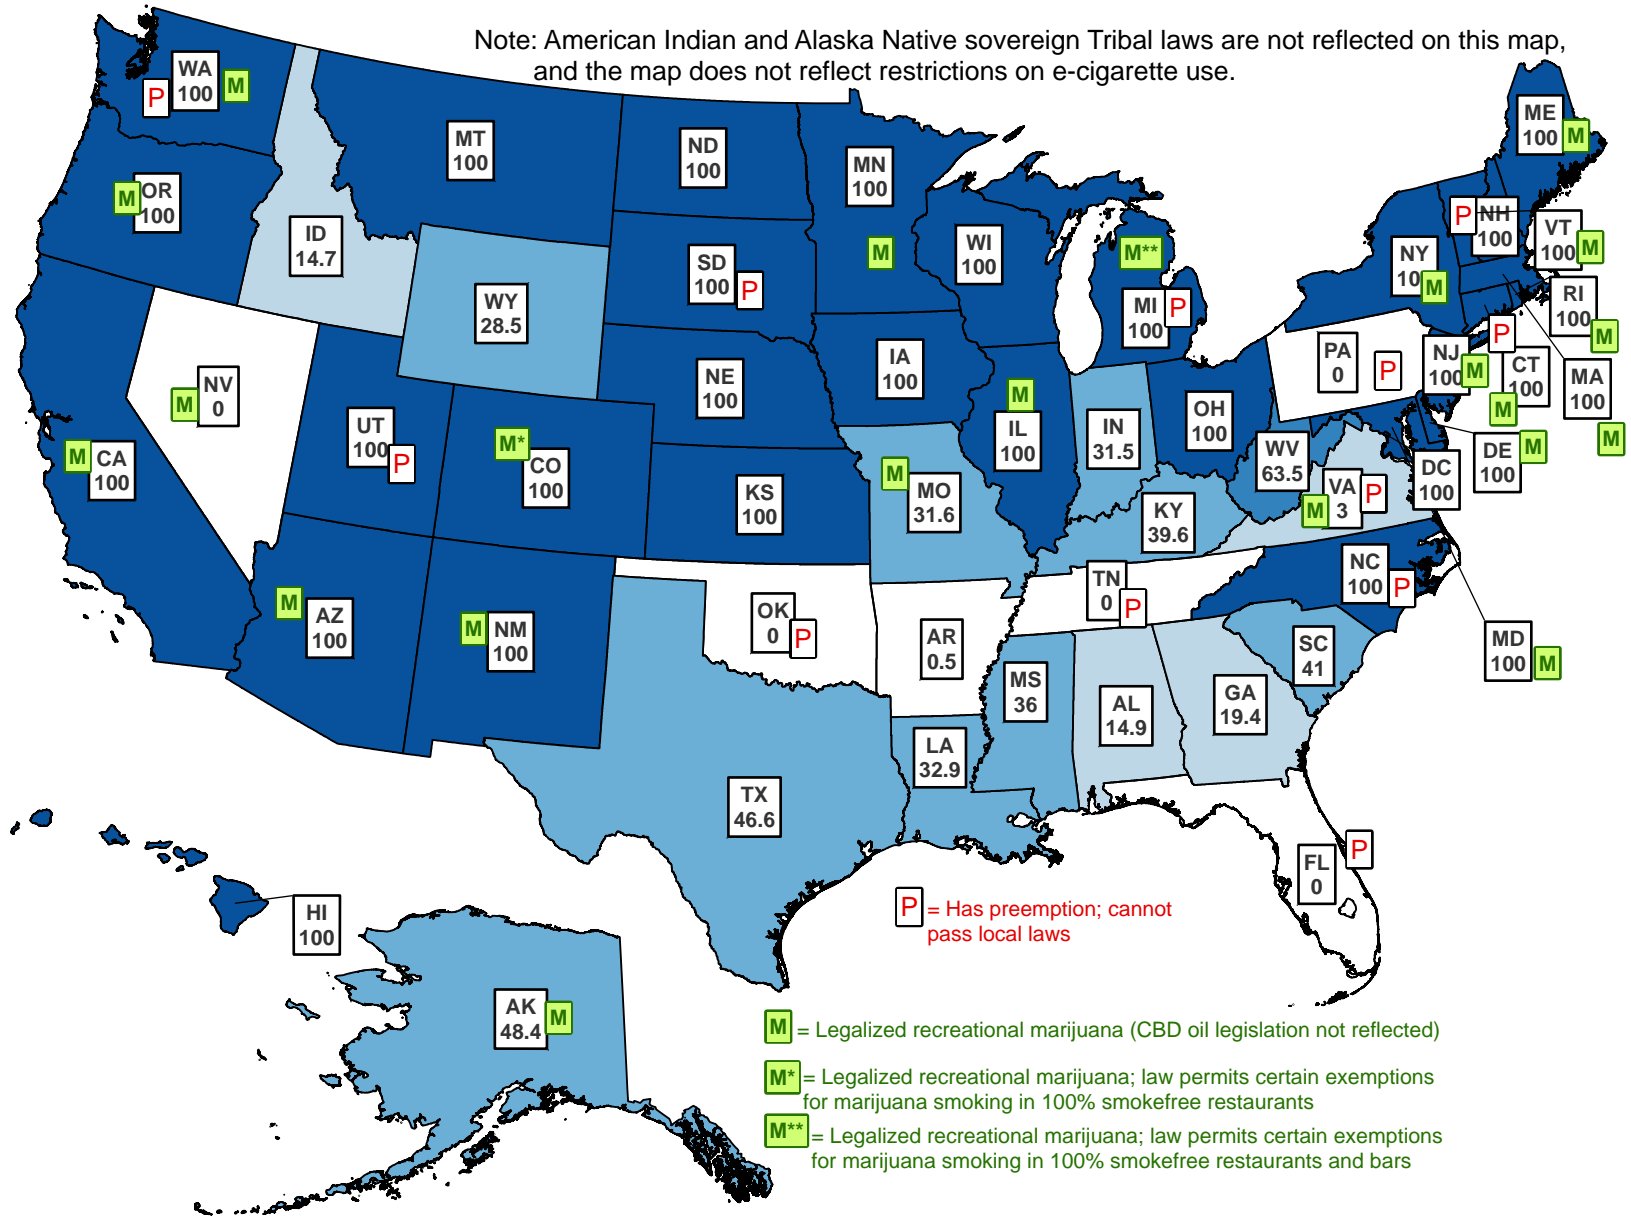 Note: American Indian and Alaska Native sovereign Tribal laws are not reflected on this map,
and the map does not reflect restrictions on e-cigarette use.
WA
100
P
M
MT
100
ND
100
MN
100
M
ME
100
M
OR
100
M
ID
14.7
WY
28.5
SD
100
P
WI
100
M**
MI
100
P
NY
10
M
P
NH
100
VT
100
M
RI
100
M
NV
0
M
UT
100
P
M*
CO
100
NE
100
IA
100
M
IL
100
IN
31.5
OH
100
PA
0
P
NJ
100
M
P
CT
100
M
MA
100
M
M
CA
100
KS
100
M
MO
31.6
KY
39.6
WV
63.5
VA
3
M
P
DC
100
DE
100
M
M
AZ
100
M
NM
100
OK
0
P
AR
0.5
TN
0
P
NC
100
P
MD
100
M
TX
46.6
LA
32.9
MS
36
AL
14.9
GA
19.4
SC
41
FL
0
P
HI
100
AK
48.4
M
P = Has preemption; cannot
pass local laws
M = Legalized recreational marijuana (CBD oil legislation not reflected)
M* = Legalized recreational marijuana; law permits certain exemptions
for marijuana smoking in 100% smokefree restaurants
M** = Legalized recreational marijuana; law permits certain exemptions
for marijuana smoking in 100% smokefree restaurants and bars